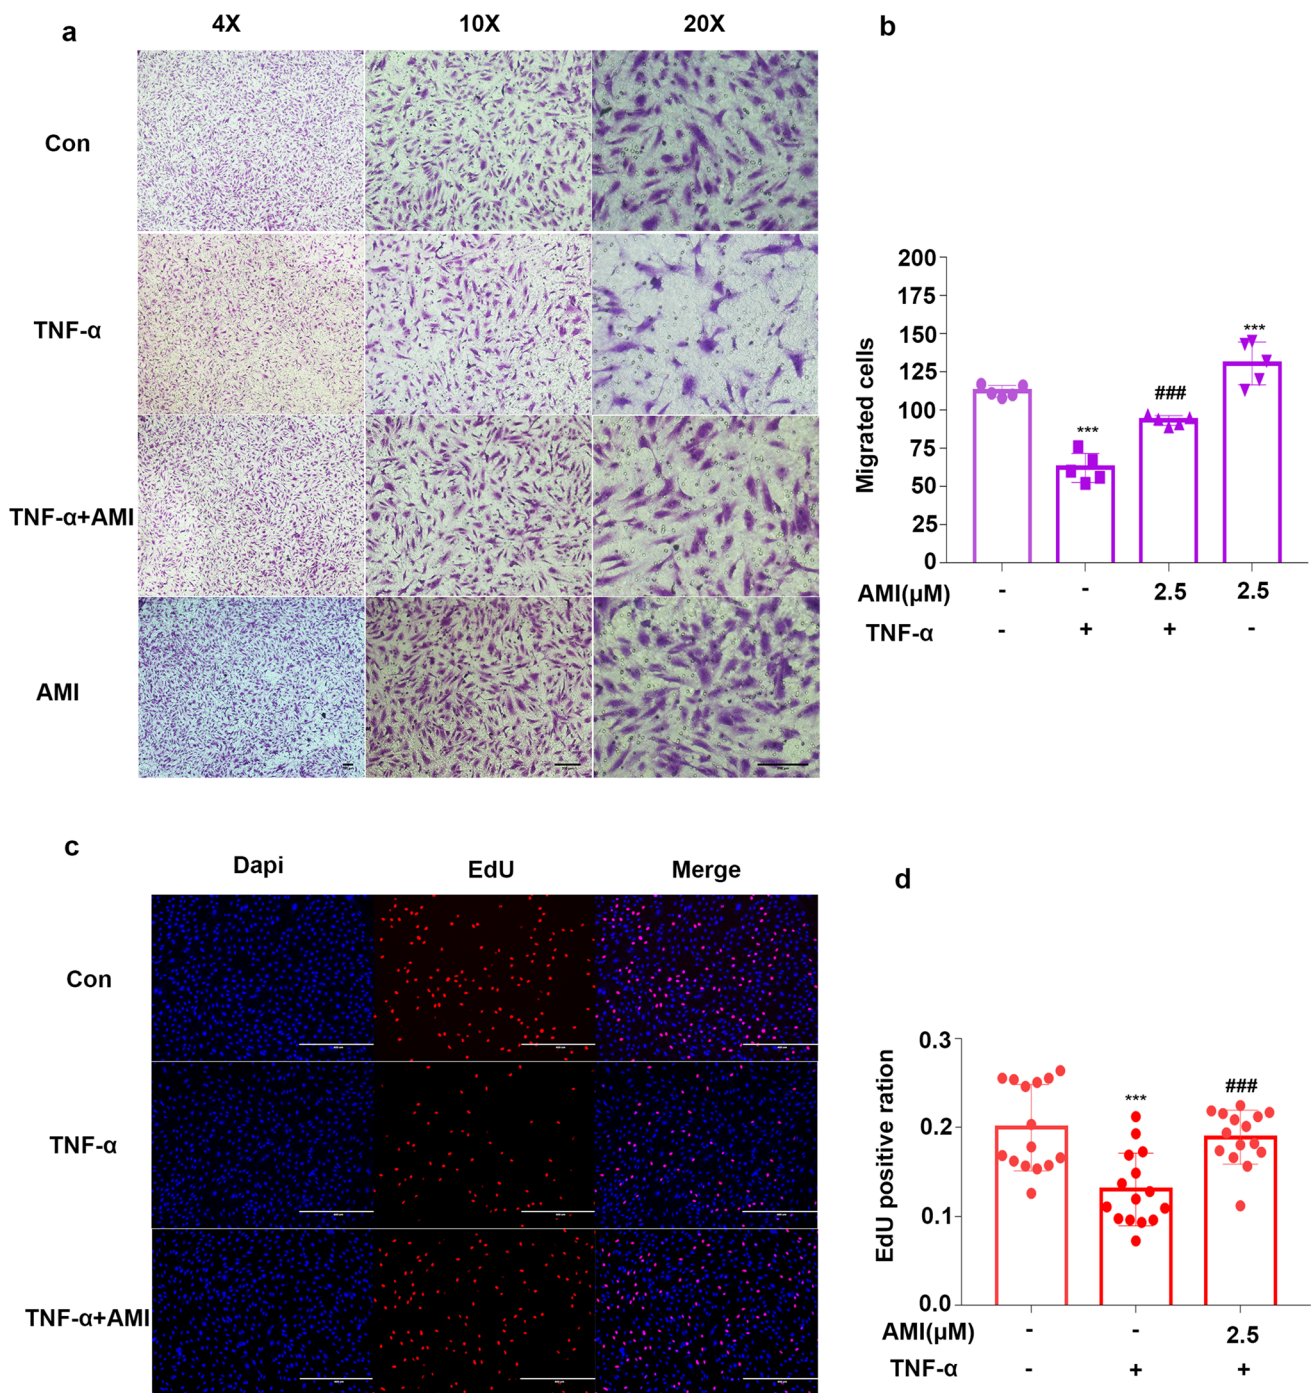 a
4X 10X 20X
Con
TNF-α
TNF-α+AMI
AMI
b
Migrated cells
200
175
150
125
100
75
50
25
0
***
###
***
AMI(μM) - - 2.5 2.5
TNF-α - + + -
c
Dapi EdU Merge
Con
TNF-α
TNF-α+AMI
d
EdU positive ration
0.3
0.2
0.1
0.0
***
###
AMI(μM) - - 2.5
TNF-α - + +